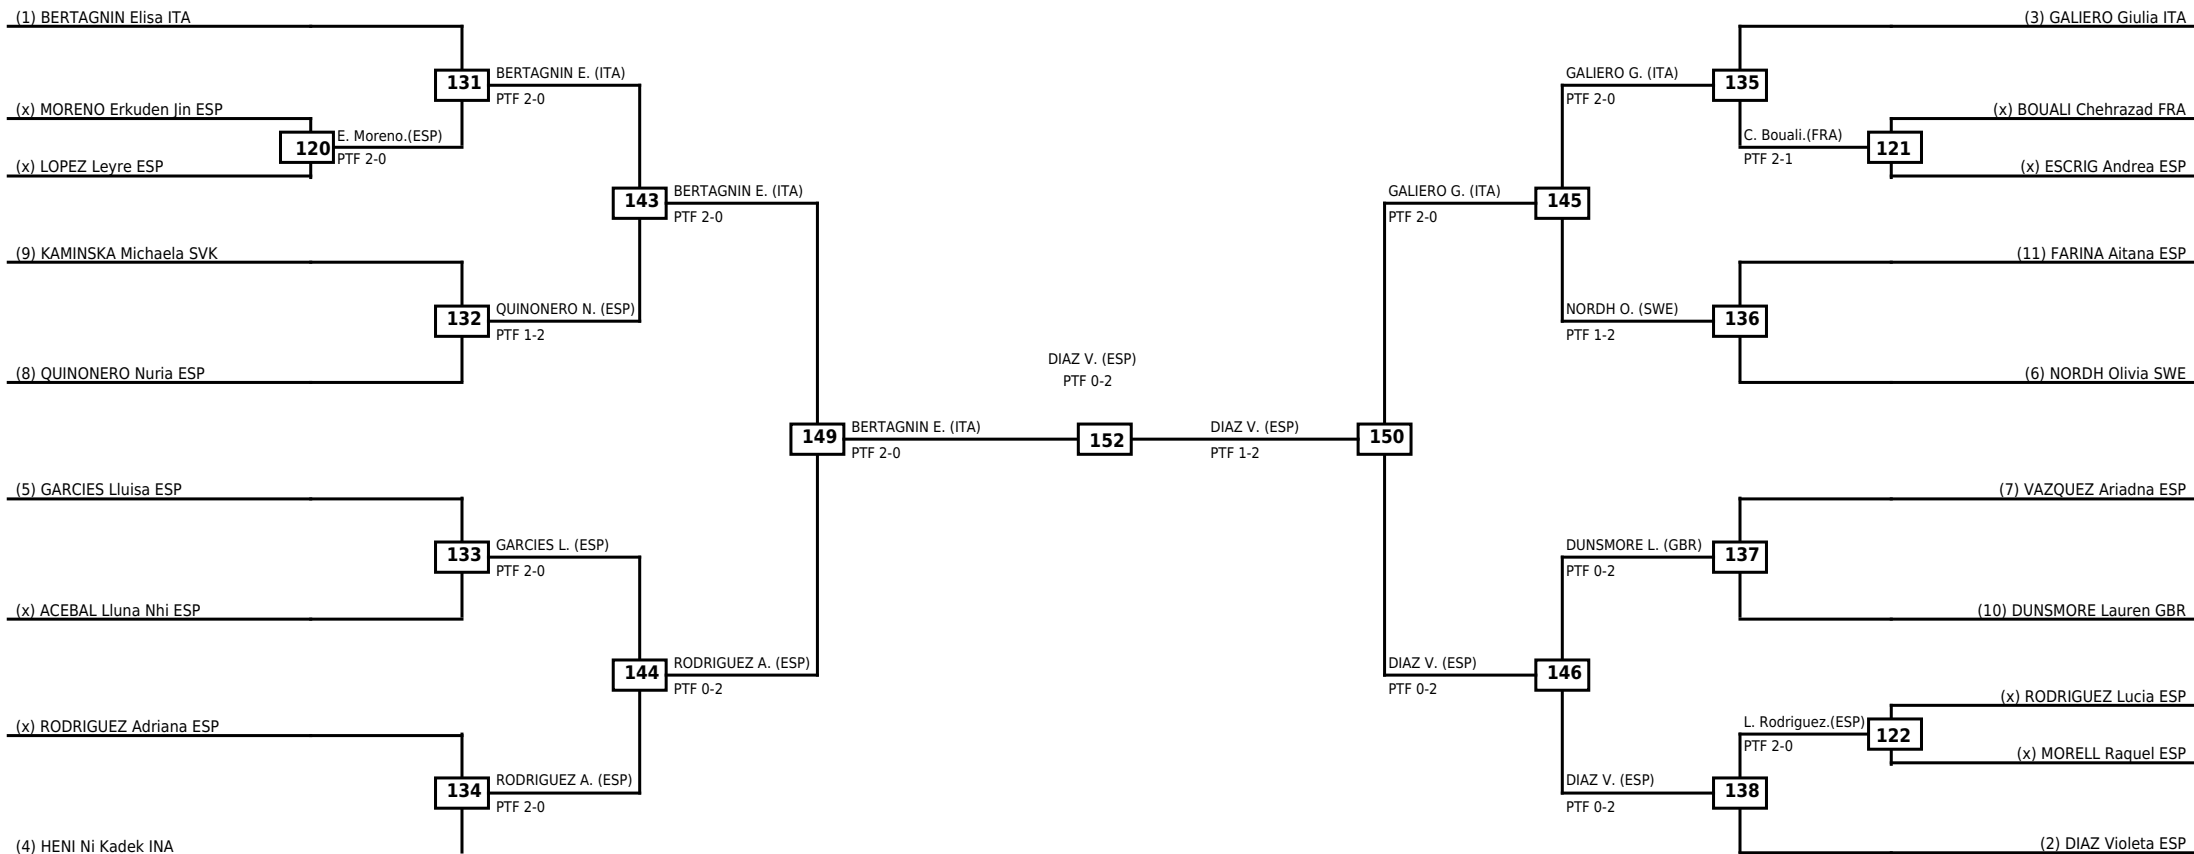 (1) BERTAGNIN Elisa ITA
(3) GALIERO Giulia ITA
131
BERTAGNIN E. (ITA)
PTF 2-0
GALIERO G. (ITA)
PTF 2-0
135
(x) MORENO Erkuden Jin ESP
(x) BOUALI Chehrazad FRA
120
E. Moreno.(ESP)
PTF 2-0
C. Bouali.(FRA)
PTF 2-1
121
(x) LOPEZ Leyre ESP
(x) ESCRIG Andrea ESP
143
BERTAGNIN E. (ITA)
PTF 2-0
GALIERO G. (ITA)
PTF 2-0
145
(9) KAMINSKA Michaela SVK
(11) FARINA Aitana ESP
132
QUINONERO N. (ESP)
PTF 1-2
NORDH O. (SWE)
PTF 1-2
136
(8) QUINONERO Nuria ESP
(6) NORDH Olivia SWE
DIAZ V. (ESP)
PTF 0-2
149
BERTAGNIN E. (ITA)
PTF 2-0
152
DIAZ V. (ESP)
PTF 1-2
150
(5) GARCIES Lluisa ESP
(7) VAZQUEZ Ariadna ESP
133
GARCIES L. (ESP)
PTF 2-0
DUNSMORE L. (GBR)
PTF 0-2
137
(x) ACEBAL Lluna Nhi ESP
(10) DUNSMORE Lauren GBR
144
RODRIGUEZ A. (ESP)
PTF 0-2
DIAZ V. (ESP)
PTF 0-2
146
(x) RODRIGUEZ Adriana ESP
(x) RODRIGUEZ Lucia ESP
L. Rodriguez.(ESP)
PTF 2-0
122
(x) MORELL Raquel ESP
134
RODRIGUEZ A. (ESP)
PTF 2-0
DIAZ V. (ESP)
PTF 0-2
138
(4) HENI Ni Kadek INA
(2) DIAZ Violeta ESP